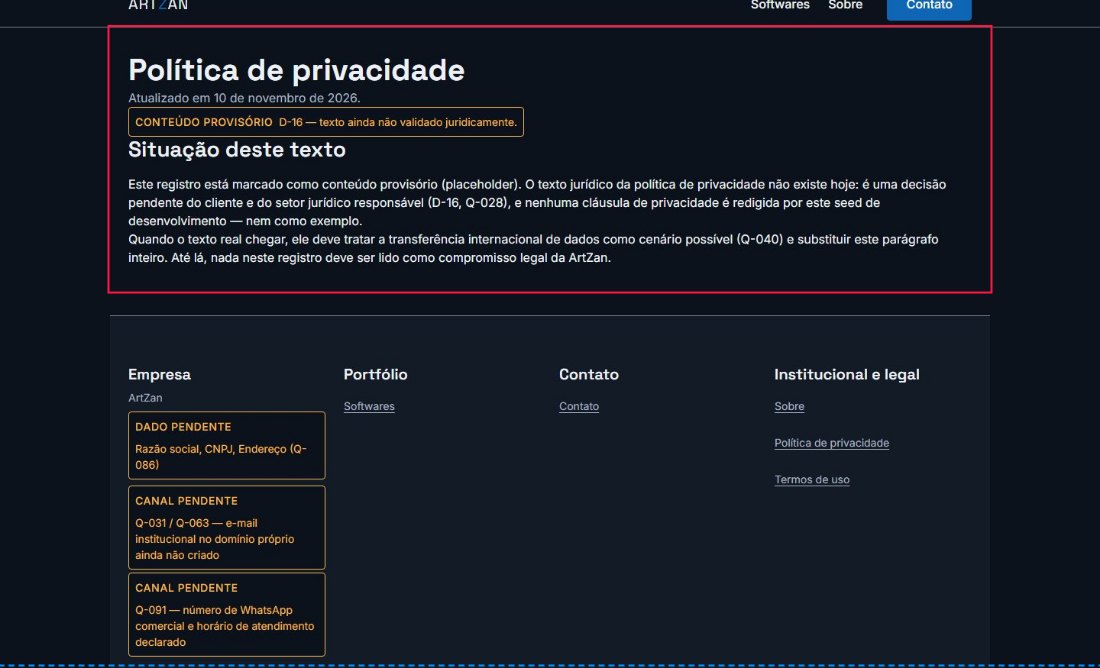 ARTZAN
Softwares Sobre Contato
Política de privacidade
Atualizado em 10 de novembro de 2026.
CONTEÚDO PROVISÓRIO D-16 — texto ainda não validado juridicamente.
Situação deste texto
Este registro está marcado como conteúdo provisório (placeholder). O texto jurídico da política de privacidade não existe hoje: é uma decisão
pendente do cliente e do setor jurídico responsável (D-16, Q-028), e nenhuma cláusula de privacidade é redigida por este seed de
desenvolvimento — nem como exemplo.
Quando o texto real chegar, ele deve tratar a transferência internacional de dados como cenário possível (Q-040) e substituir este parágrafo
inteiro. Até lá, nada neste registro deve ser lido como compromisso legal da ArtZan.
Empresa
ArtZan
DADO PENDENTE
Razão social, CNPJ, Endereço (Q-
086)
CANAL PENDENTE
Q-031 / Q-063 — e-mail
institucional no domínio próprio
ainda não criado
CANAL PENDENTE
Q-091 — número de WhatsApp
comercial e horário de atendimento
declarado
Portfólio
Softwares
Contato
Contato
Institucional e legal
Sobre
Política de privacidade
Termos de uso